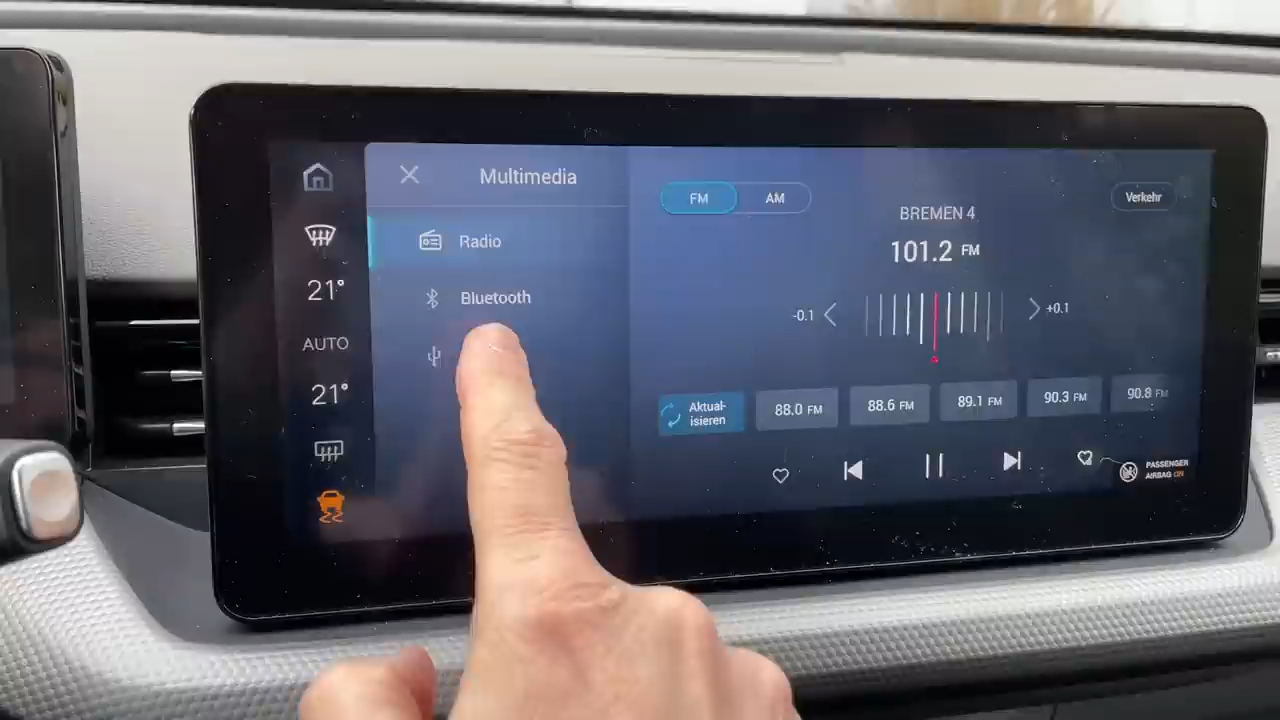 21°
AUTO
21°
Multimedia
Radio
Bluetooth
FM
AM
Verkehr
BREMEN 4
101.2 FM
-0.1
+0.1
Aktual-
isieren
88.0 FM
88.6 FM
89.1 FM
90.3 FM
90.8 FM
PASSENGER
AIRBAG ON